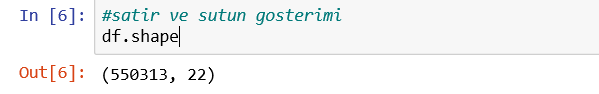 In [6]: #satir ve sutun gosterimi
df.shape
Out[6]: (550313, 22)